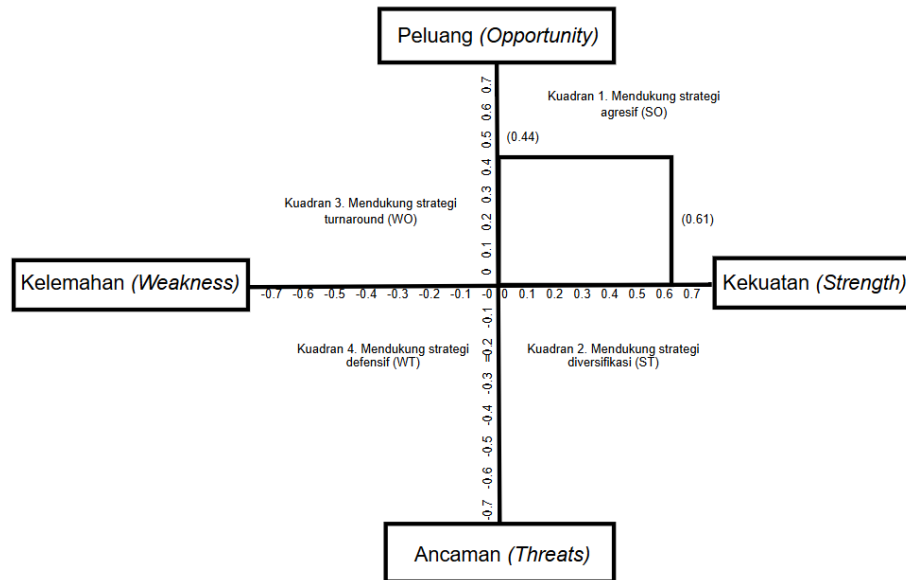 Peluang (Opportunity)
0.7
0.6
0.5
0.4
0.3
0.2
0.1
0
Kuadran 1. Mendukung strategi
agresif (SO)
(0.44)
(0.61)
Kuadran 3. Mendukung strategi
turnaround (WO)
Kelemahan (Weakness)
-0.7 -0.6 -0.5 -0.4 -0.3 -0.2 -0.1 -0 0 0.1 0.2 0.3 0.4 0.5 0.6 0.7
Kekuatan (Strength)
Kuadran 4. Mendukung strategi
defensif (WT)
Kuadran 2. Mendukung strategi
diversifikasi (ST)
-0.1
=0.2
-0.3
-0.4
-0.5
-0.6
-0.7
Ancaman (Threats)